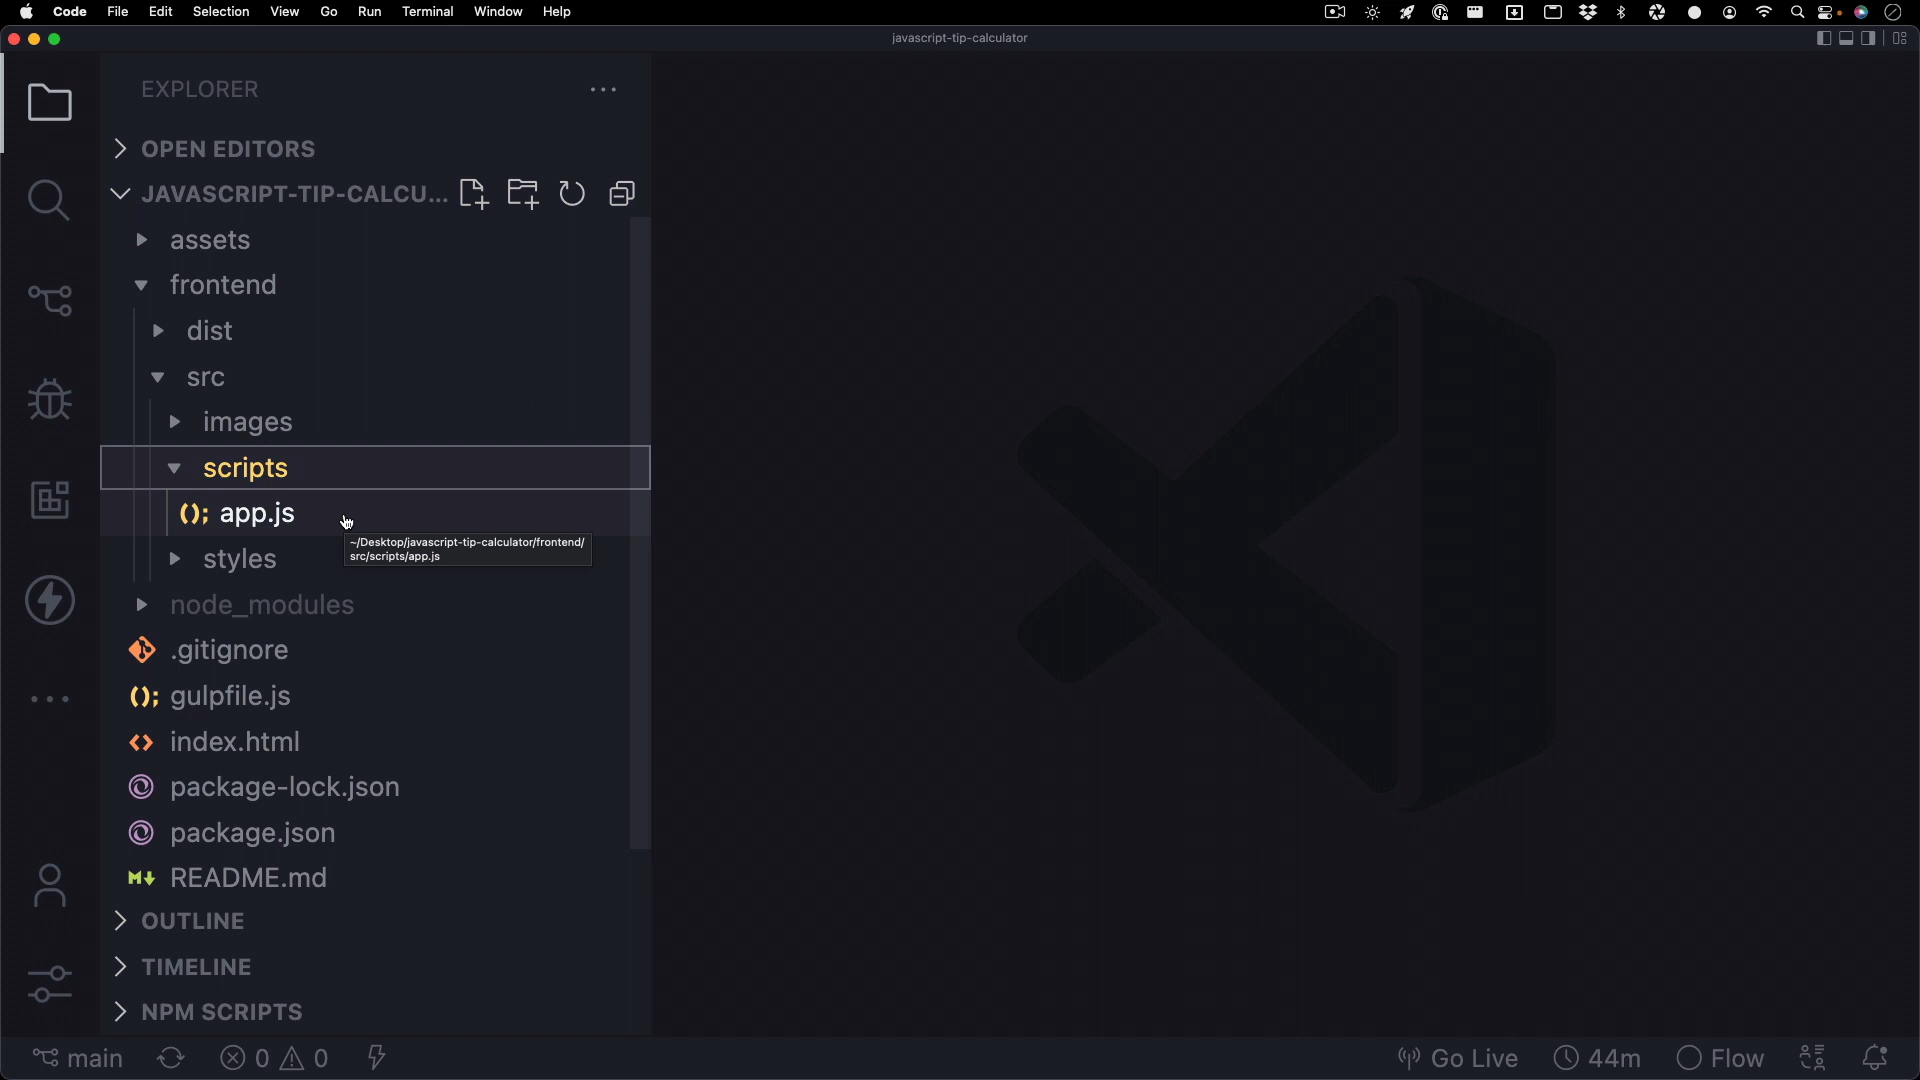 Code File Edit Selection View Go Run Terminal Window Help
javascript-tip-calculator
EXPLORER
OPEN EDITORS
JAVASCRIPT-TIP-CALCU...
assets
frontend
dist
src
images
scripts
app.js
~/Desktop/javascript-tip-calculator/frontend/
src/scripts/app.js
styles
node_modules
.gitignore
gulpfile.js
index.html
package-lock.json
package.json
README.md
OUTLINE
TIMELINE
NPM SCRIPTS
main 0 0 Go Live 44m Flow